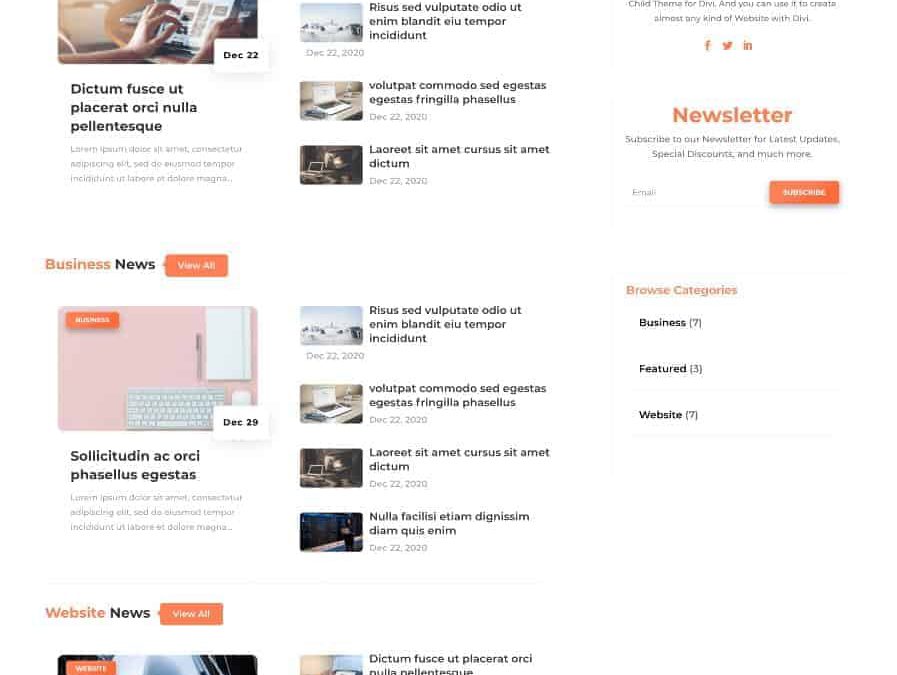 Dec 22
Dictum fusce ut
placerat orci nulla
pellentesque
Lorem ipsum dolor sit amet, consectetur
adipiscing elit, sed do eiusmod tempor
incididunt ut labore et dolore magna...
Risus sed vulputate odio ut
enim blandit eiu tempor
incididunt
Dec 22, 2020
volutpat commodo sed egestas
egestas fringilla phasellus
Dec 22, 2020
Laoreet sit amet cursus sit amet
dictum
Dec 22, 2020
Business News View All
BUSINESS
Dec 29
Sollicitudin ac orci
phasellus egestas
Lorem ipsum dolor sit amet, consectetur
adipiscing elit, sed do eiusmod tempor
incididunt ut labore et dolore magna...
Risus sed vulputate odio ut
enim blandit eiu tempor
incididunt
Dec 22, 2020
volutpat commodo sed egestas
egestas fringilla phasellus
Dec 22, 2020
Laoreet sit amet cursus sit amet
dictum
Dec 22, 2020
Nulla facilisi etiam dignissim
diam quis enim
Dec 22, 2020
Website News View All
WEBSITE
Dictum fusce ut placerat orci
nulla pellentesque
Child Theme for Divi. And you can use it to create
almost any kind of Website with Divi.
Newsletter
Subscribe to our Newsletter for Latest Updates,
Special Discounts, and much more.
Email
SUBSCRIBE
Browse Categories
Business (7)
Featured (3)
Website (7)